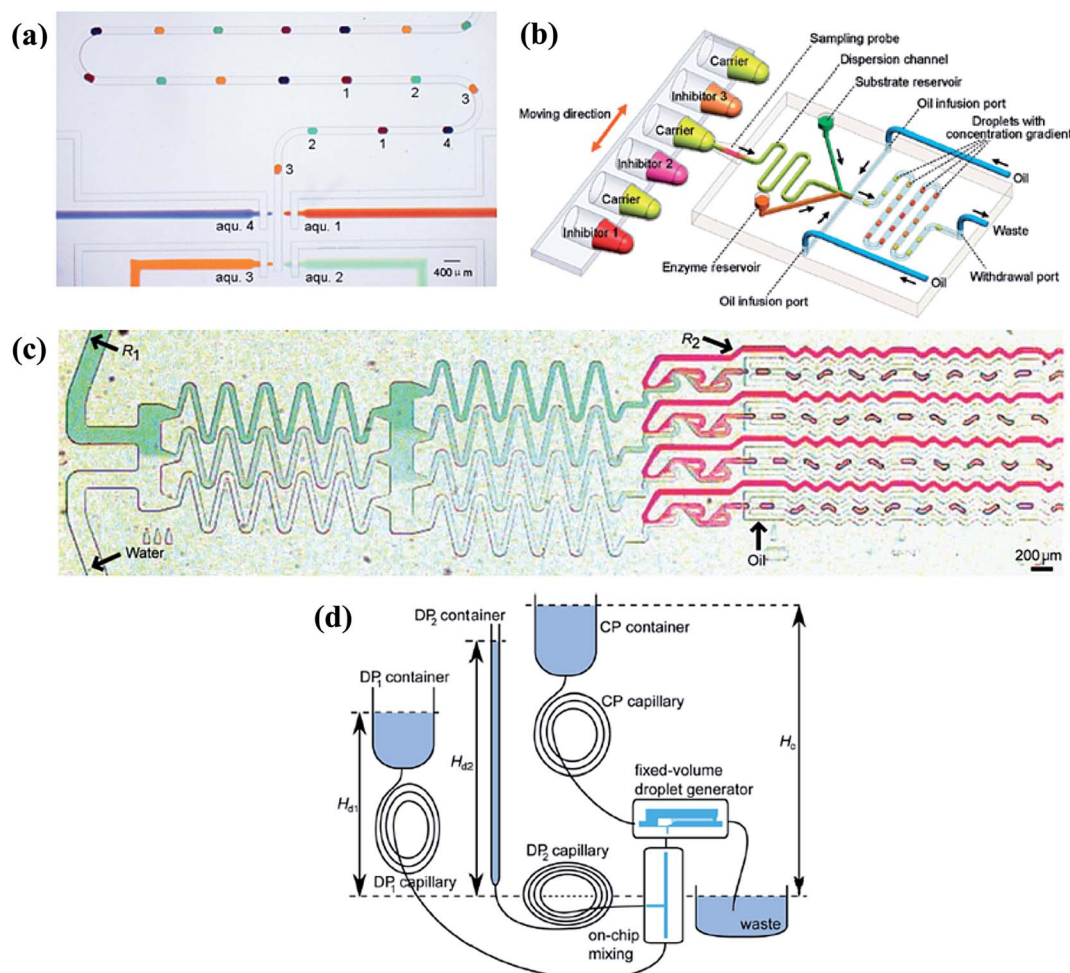 (a)
1
2
3
2
1
4
3
aqu. 4
aqu. 1
aqu. 3
aqu. 2
400 μm
(b)
Sampling probe
Dispersion channel
Substrate reservoir
Oil infusion port
Droplets with
concentration gradient
Moving direction
Carrier
Inhibitor 3
Carrier
Inhibitor 2
Carrier
Inhibitor 1
Oil
Waste
Enzyme reservoir
Oil
Withdrawal port
Oil infusion port
(c)
R1
R2
Water
Oil
200 μm
(d)
DP2 container
CP container
DP1 container
CP capillary
Hd2
Hc
Hd1
fixed-volume
droplet generator
DP2 capillary
DP1 capillary
on-chip
mixing
waste